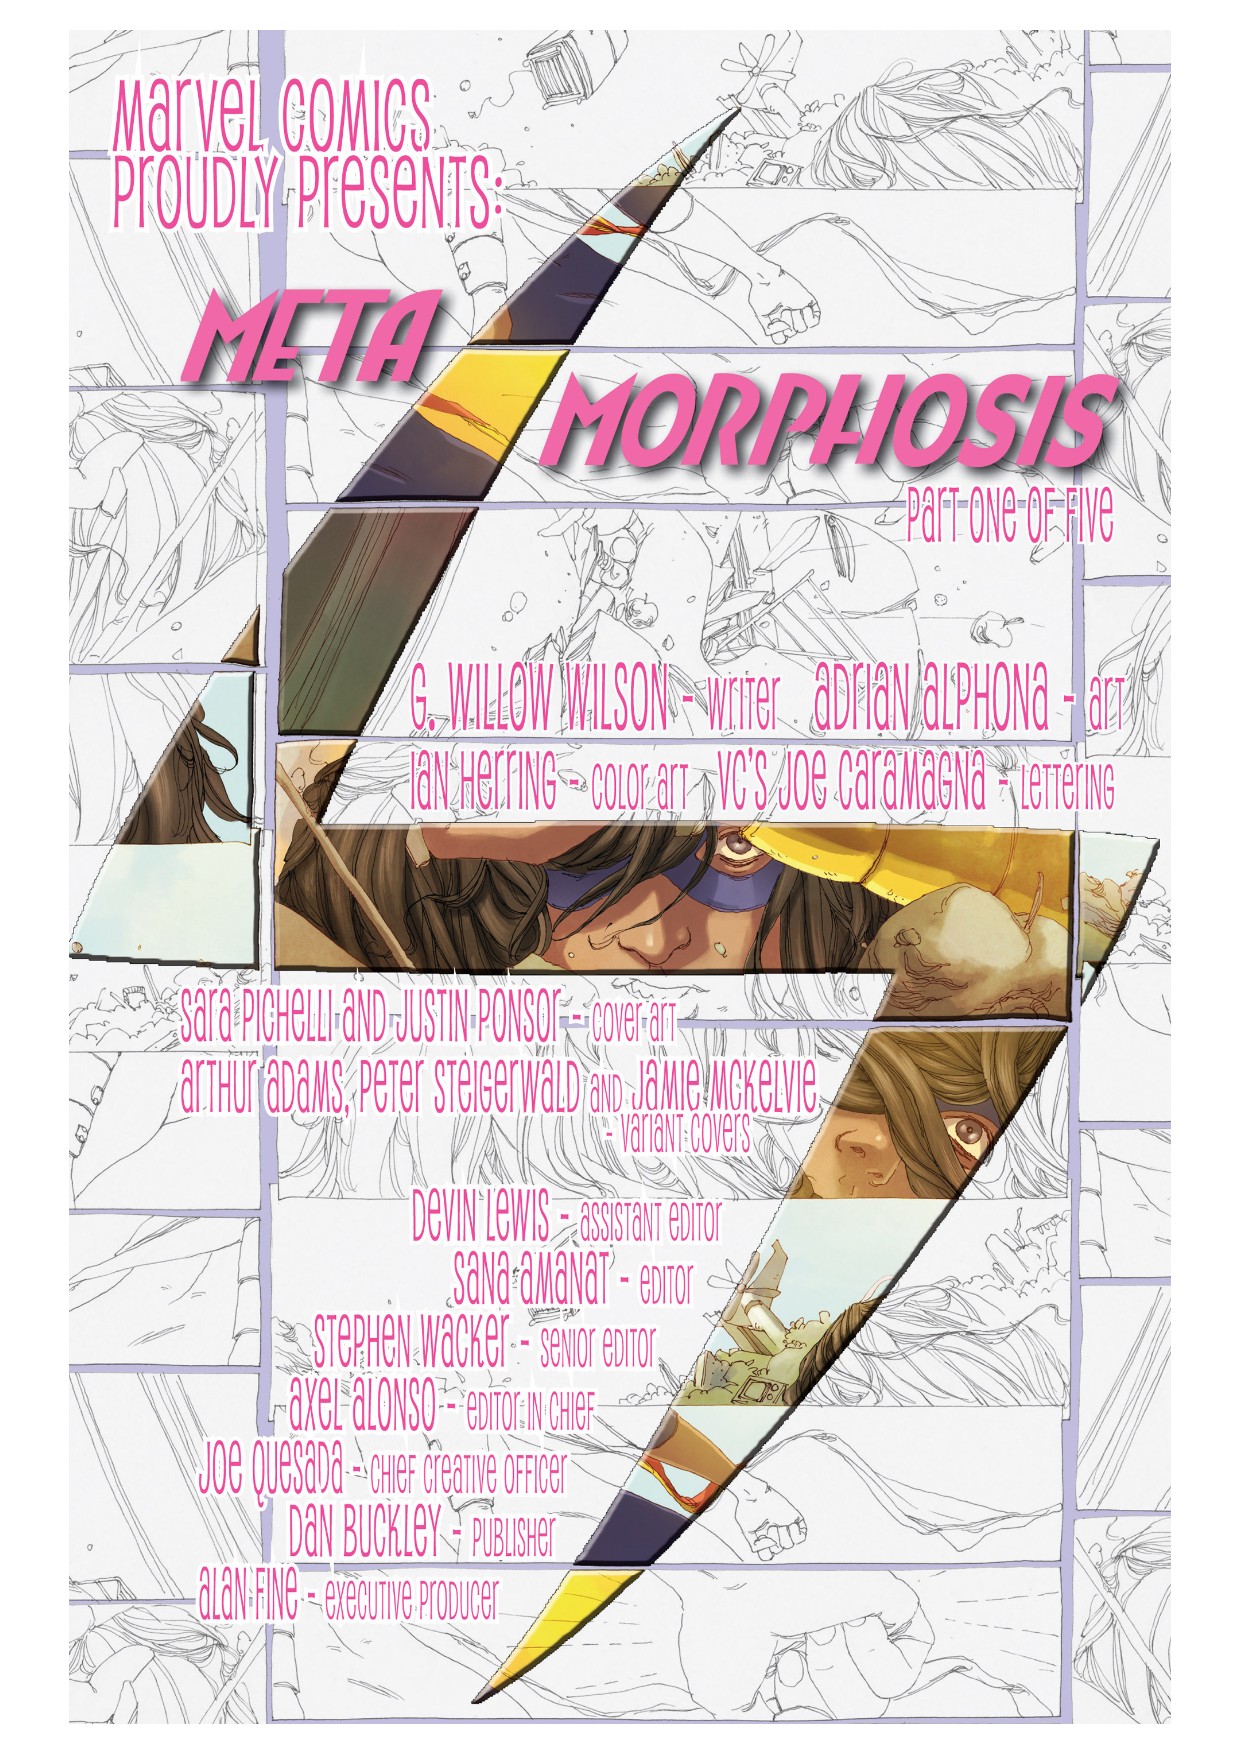 MARVEL COMICS
PROUDLY PRESENTS:
META
MORPHOSIS
PART ONE OF FIVE
G. WILLOW WILSON - WRITER ADRIAN ALPHONA - ART
IAN HERRING - COLOR ART VC'S JOE CARAMAGNA - LETTERING
SARA PICHELLI AND JUSTIN PONSOR - COVER ART
ARTHUR ADAMS, PETER STEIGERWALD AND JAMIE MCKELVIE
- VARIANT COVERS
DEVIN LEWIS - ASSISTANT EDITOR
SANA AMANAT - EDITOR
STEPHEN WACKER - SENIOR EDITOR
AXEL ALONSO - EDITOR IN CHIEF
JOE QUESADA - CHIEF CREATIVE OFFICER
DAN BUCKLEY - PUBLISHER
ALAN FINE - EXECUTIVE PRODUCER